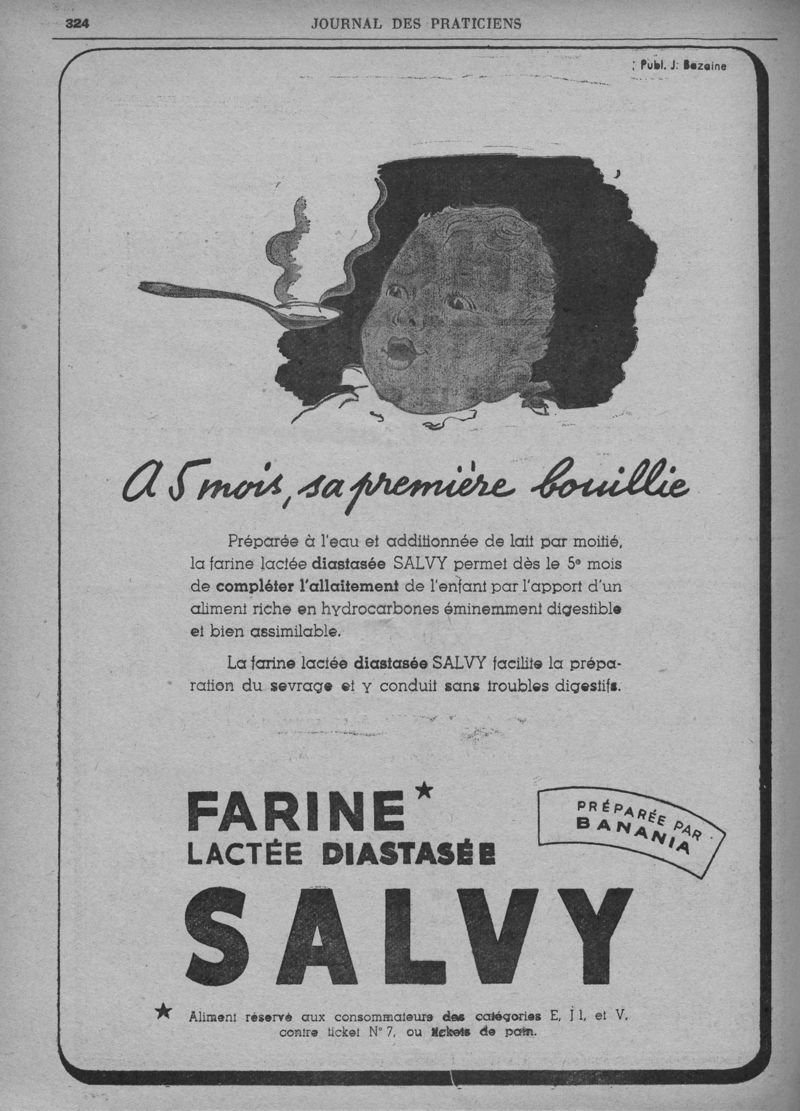 324
JOURNAL DES PRATICIENS
Publ. J. Bazaine
A 5 mois, sa première bouillie
Préparée à l'eau et additionnée de lait par moitié,
la farine lactée diastasée SALVY permet dès le 5e mois
de compléter l'allaitement de l'enfant par l'apport d'un
aliment riche en hydrocarbones éminemment digestible
et bien assimilable.
La farine lactée diastasée SALVY facilite la prépa-
ration du sevrage et y conduit sans troubles digestifs.
FARINE*
LACTÉE DIASTASÉE
PRÉPARÉE PAR
BANANIA
SALVY
* Aliment réservé aux consommateurs des catégories E, J1, et V,
contre ticket N° 7, ou tickets de pain.